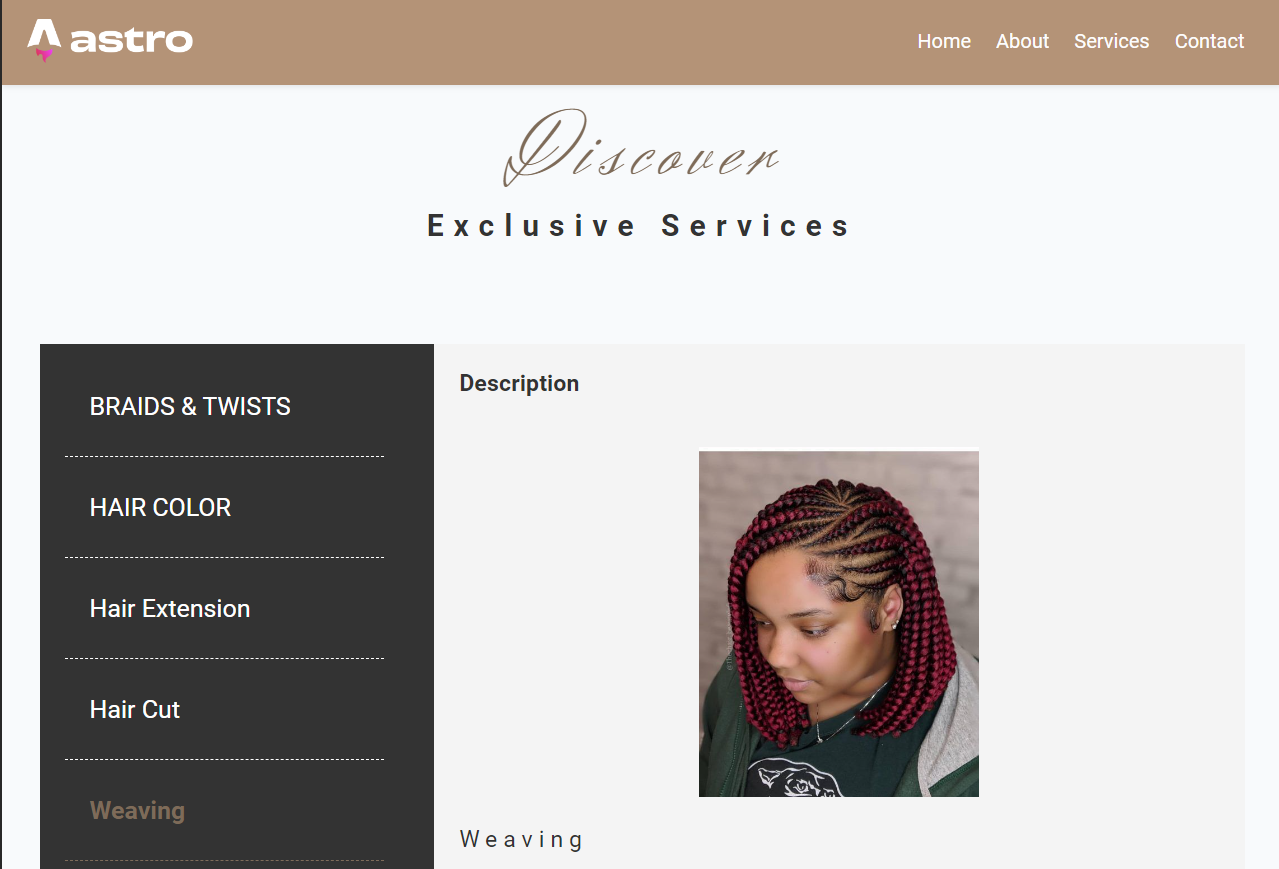 astro
Home About Services Contact
Discover
Exclusive Services
BRAIDS & TWISTS
HAIR COLOR
Hair Extension
Hair Cut
Weaving
Description
Weaving